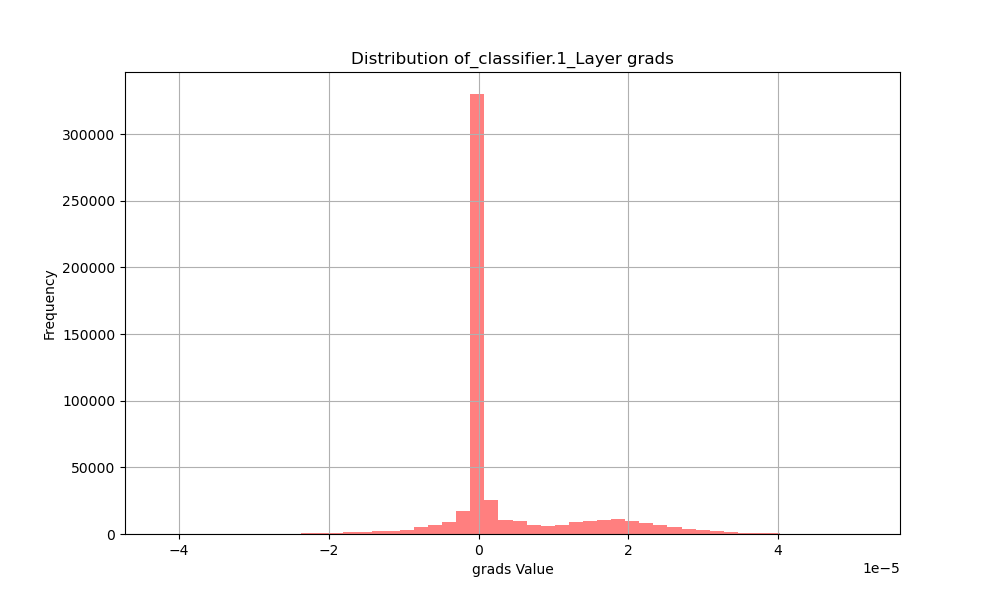 Distribution of_classifier.1_Layer grads
Frequency
300000
250000
200000
150000
100000
50000
0
−4 −2 0 2 4
1e−5
grads Value